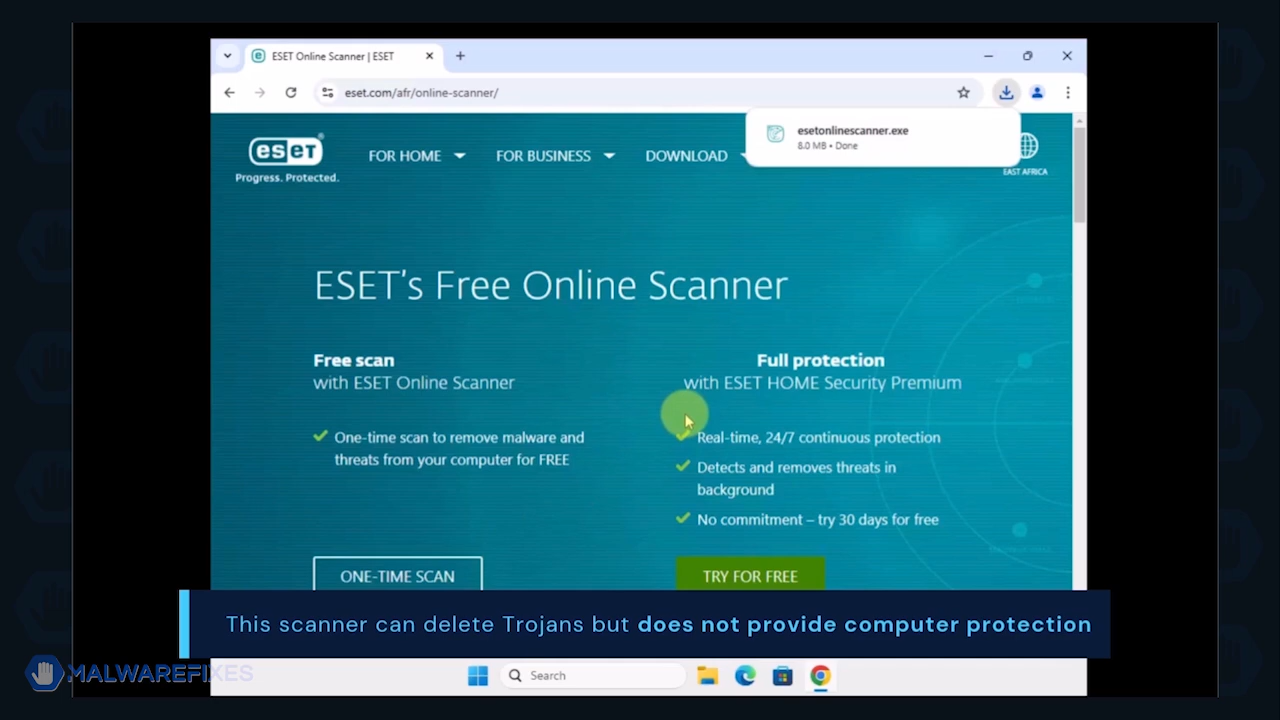 ESET Online Scanner | ESET
eset.com/afr/online-scanner/
esetonlinescanner.exe
8.0 MB • Done
eseT®
Progress. Protected.
FOR HOME
FOR BUSINESS
DOWNLOAD
EAST AFRICA
ESET's Free Online Scanner
Free scan
with ESET Online Scanner
One-time scan to remove malware and
threats from your computer for FREE
ONE-TIME SCAN
Full protection
with ESET HOME Security Premium
Real-time, 24/7 continuous protection
Detects and removes threats in
background
No commitment – try 30 days for free
TRY FOR FREE
This scanner can delete Trojans but does not provide computer protection
MALWAREFIXES
Search